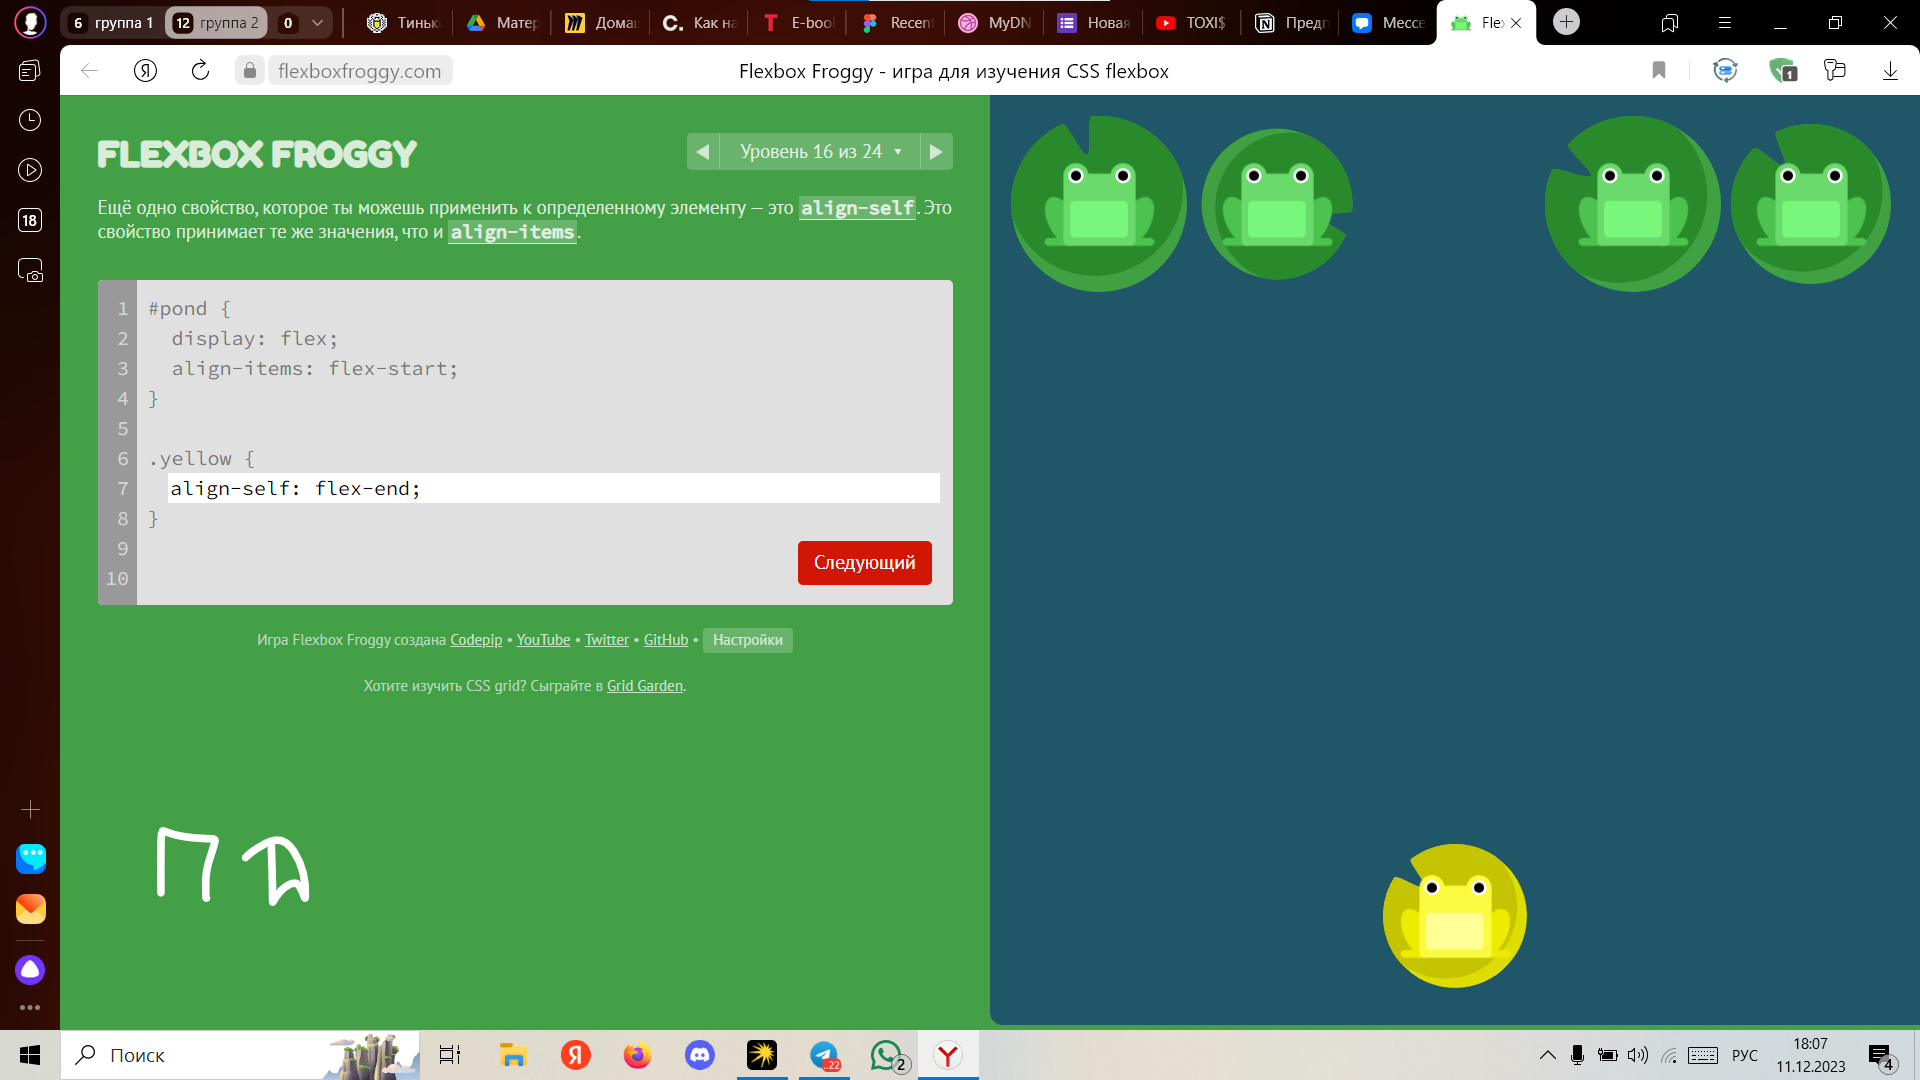 6 группа 1 12 группа 2 0 Тинь Матер Дома Как на E-bool Recen MyDN Новая TOXI$ Предп Мессе Fle
flexboxfroggy.com Flexbox Froggy - игра для изучения CSS flexbox 1
18
FLEXBOX FROGGY
Уровень 16 из 24
Ещё одно свойство, которое ты можешь применить к определенному элементу — это align-self. Это
свойство принимает те же значения, что и align-items.
1 #pond {
2 display: flex;
3 align-items: flex-start;
4 }
5
6 .yellow {
7 align-self: flex-end;
8 }
9
10
Следующий
Игра Flexbox Froggy создана Codepip • YouTube • Twitter • GitHub • Настройки
Хотите изучить CSS grid? Сыграйте в Grid Garden.
Поиск
..22 2
РУС
18:07
11.12.2023
4